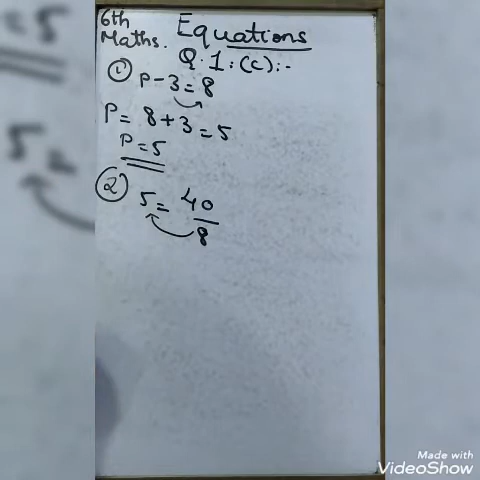 6th
Maths.
Equations
Q.1:(c):-
① p-3=8
P= 8+3=5
P=5
② 5= 40/8
Made with
VideoShow